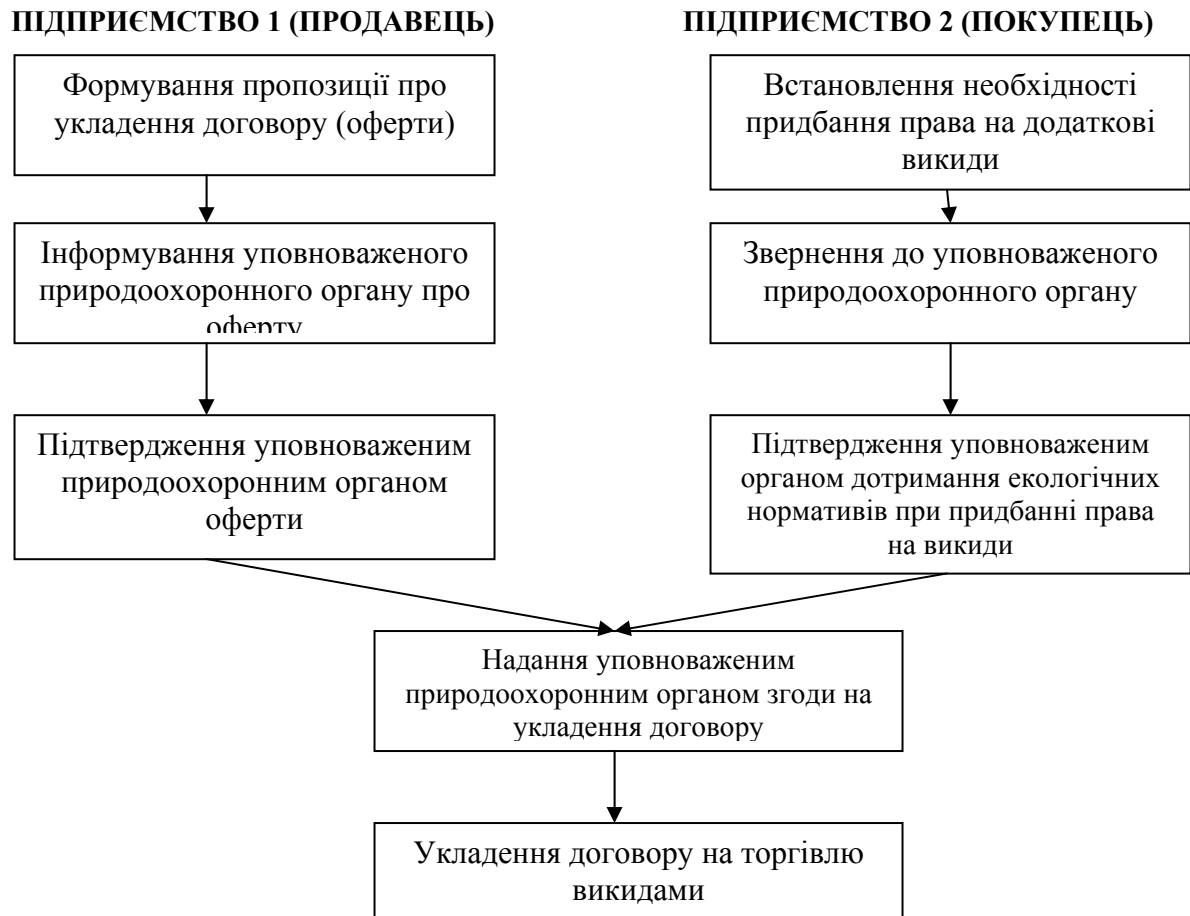 ПІДПРИЄМСТВО 1 (ПРОДАВЕЦЬ)
ПІДПРИЄМСТВО 2 (ПОКУПЕЦЬ)
Формування пропозиції про
укладення договору (оферти)
Встановлення необхідності
придбання права на додаткові
викиди
Інформування уповноваженого
природоохоронного органу про
оферту
Звернення до уповноваженого
природоохоронного органу
Підтвердження уповноваженим
природоохоронним органом
оферти
Підтвердження уповноваженим
органом дотримання екологічних
нормативів при придбанні права
на викиди
Надання уповноваженим
природоохоронним органом згоди на
укладення договору
Укладення договору на торгівлю
викидами